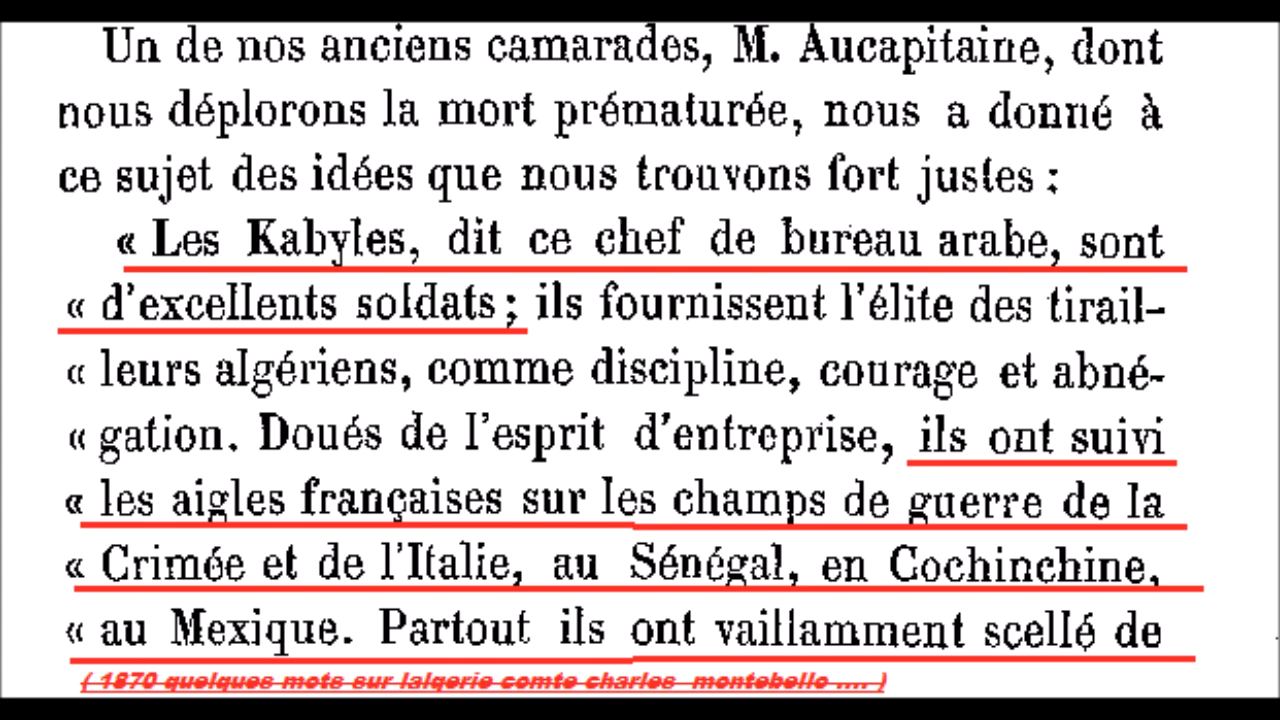 Un de nos anciens camarades, M. Aucapitaine, dont
nous déplorons la mort prématurée, nous a donné à
ce sujet des idées que nous trouvons fort justes :
« Les Kabyles, dit ce chef de bureau arabe, sont
« d'excellents soldats ; ils fournissent l'élite des tirail-
« leurs algériens, comme discipline, courage et abné-
« gation. Doués de l'esprit d'entreprise, ils ont suivi
« les aigles françaises sur les champs de guerre de la
« Crimée et de l'Italie, au Sénégal, en Cochinchine,
« au Mexique. Partout ils ont vaillamment scellé de
( 1870 quelques mots sur lalgerie comte charles montebello .... )